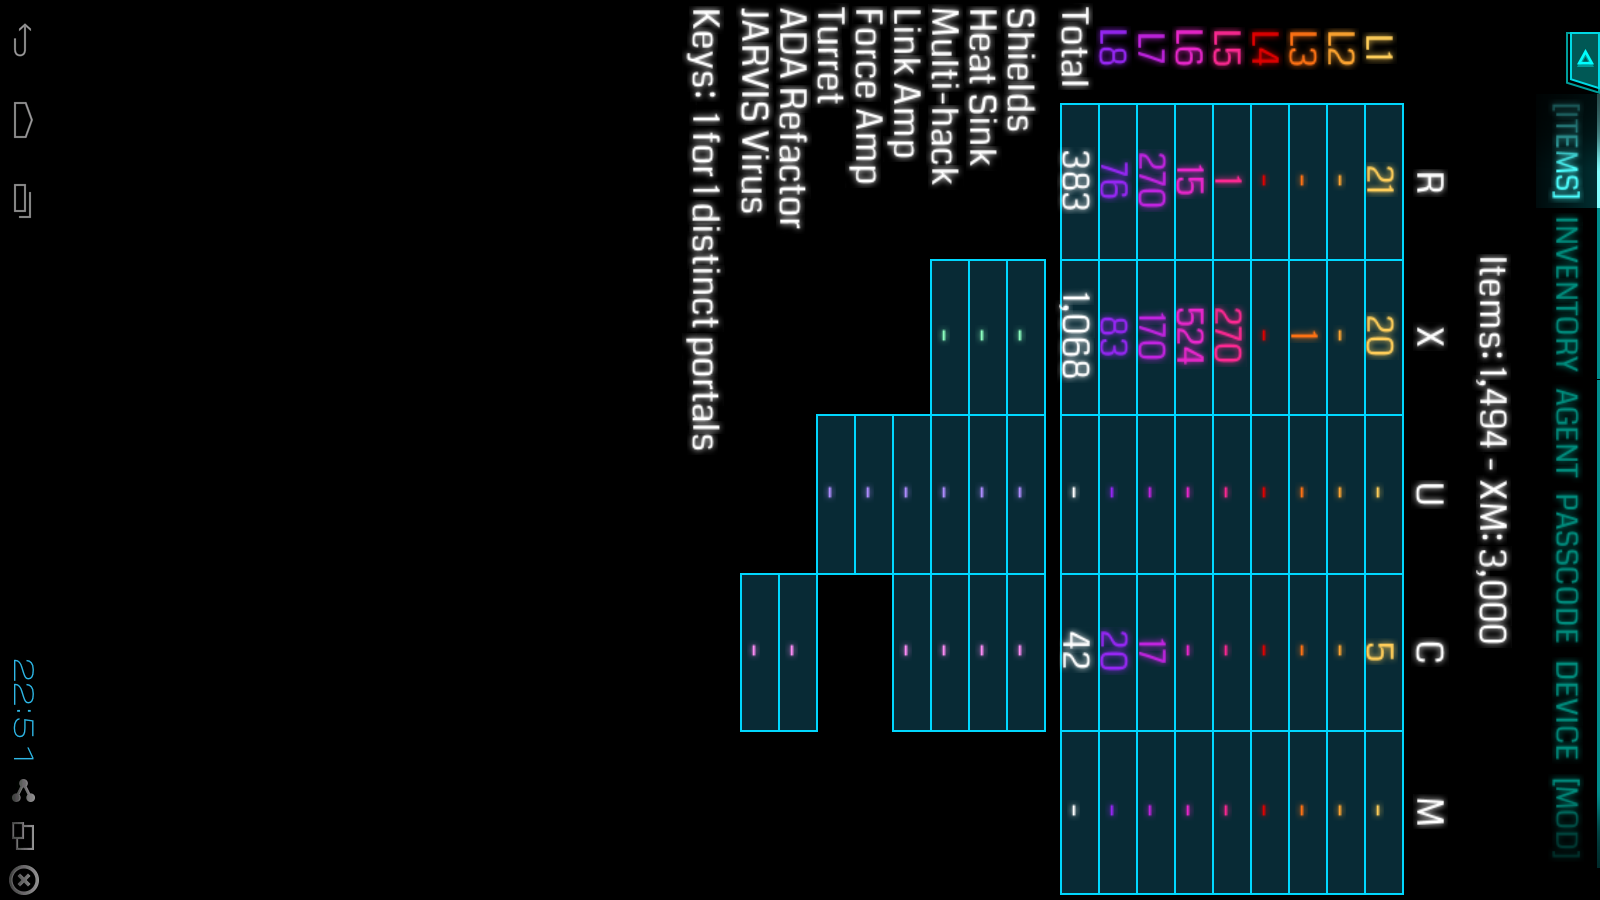 [ITEMS] INVENTORY AGENT PASSCODE DEVICE [MOD]
Items: 1,494 - XM: 3,000
R X U C M
L1 21 20 - 5 -
L2 - - - - -
L3 - 1 - - -
L4 - - - - -
L5 1 270 - - -
L6 15 524 - - -
L7 270 170 - 17 -
L8 76 83 - 20 -
Total 383 1,068 - 42 -
Shields - - -
Heat Sink - - -
Multi-hack - - -
Link Amp - -
Force Amp -
Turret -
ADA Refactor -
JARVIS Virus -
Keys: 1 for 1 distinct portals
22:51